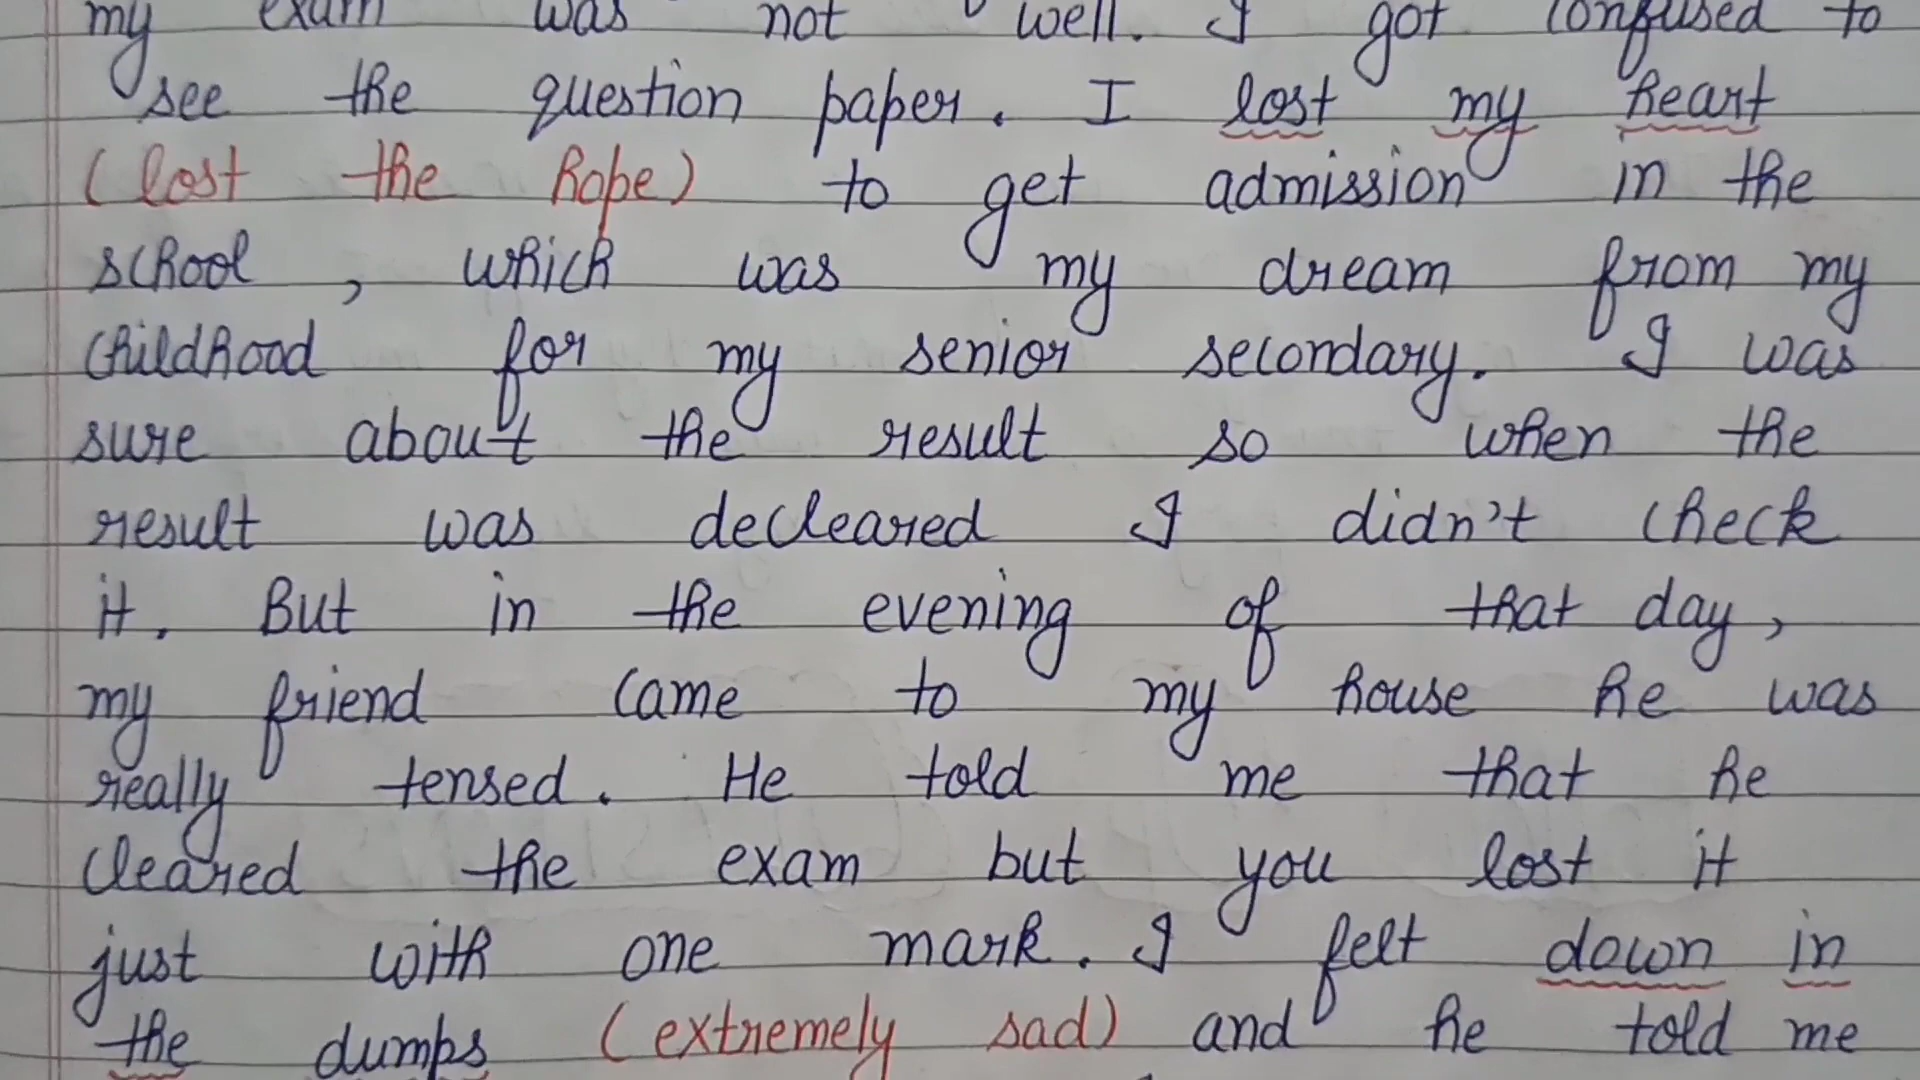 my exam was not well. I got confused to
see the question paper. I lost my heart
(lost the hope) to get admission in the
school, which was my dream from my
childhood for my senior secondary. I was
sure about the result so when the
result was decleared I didn't check
it. But in the evening of that day,
my friend came to my house he was
really tensed. He told me that he
cleared the exam but you lost it
just with one mark. I felt down in
the dumps (extremely sad) and he told me